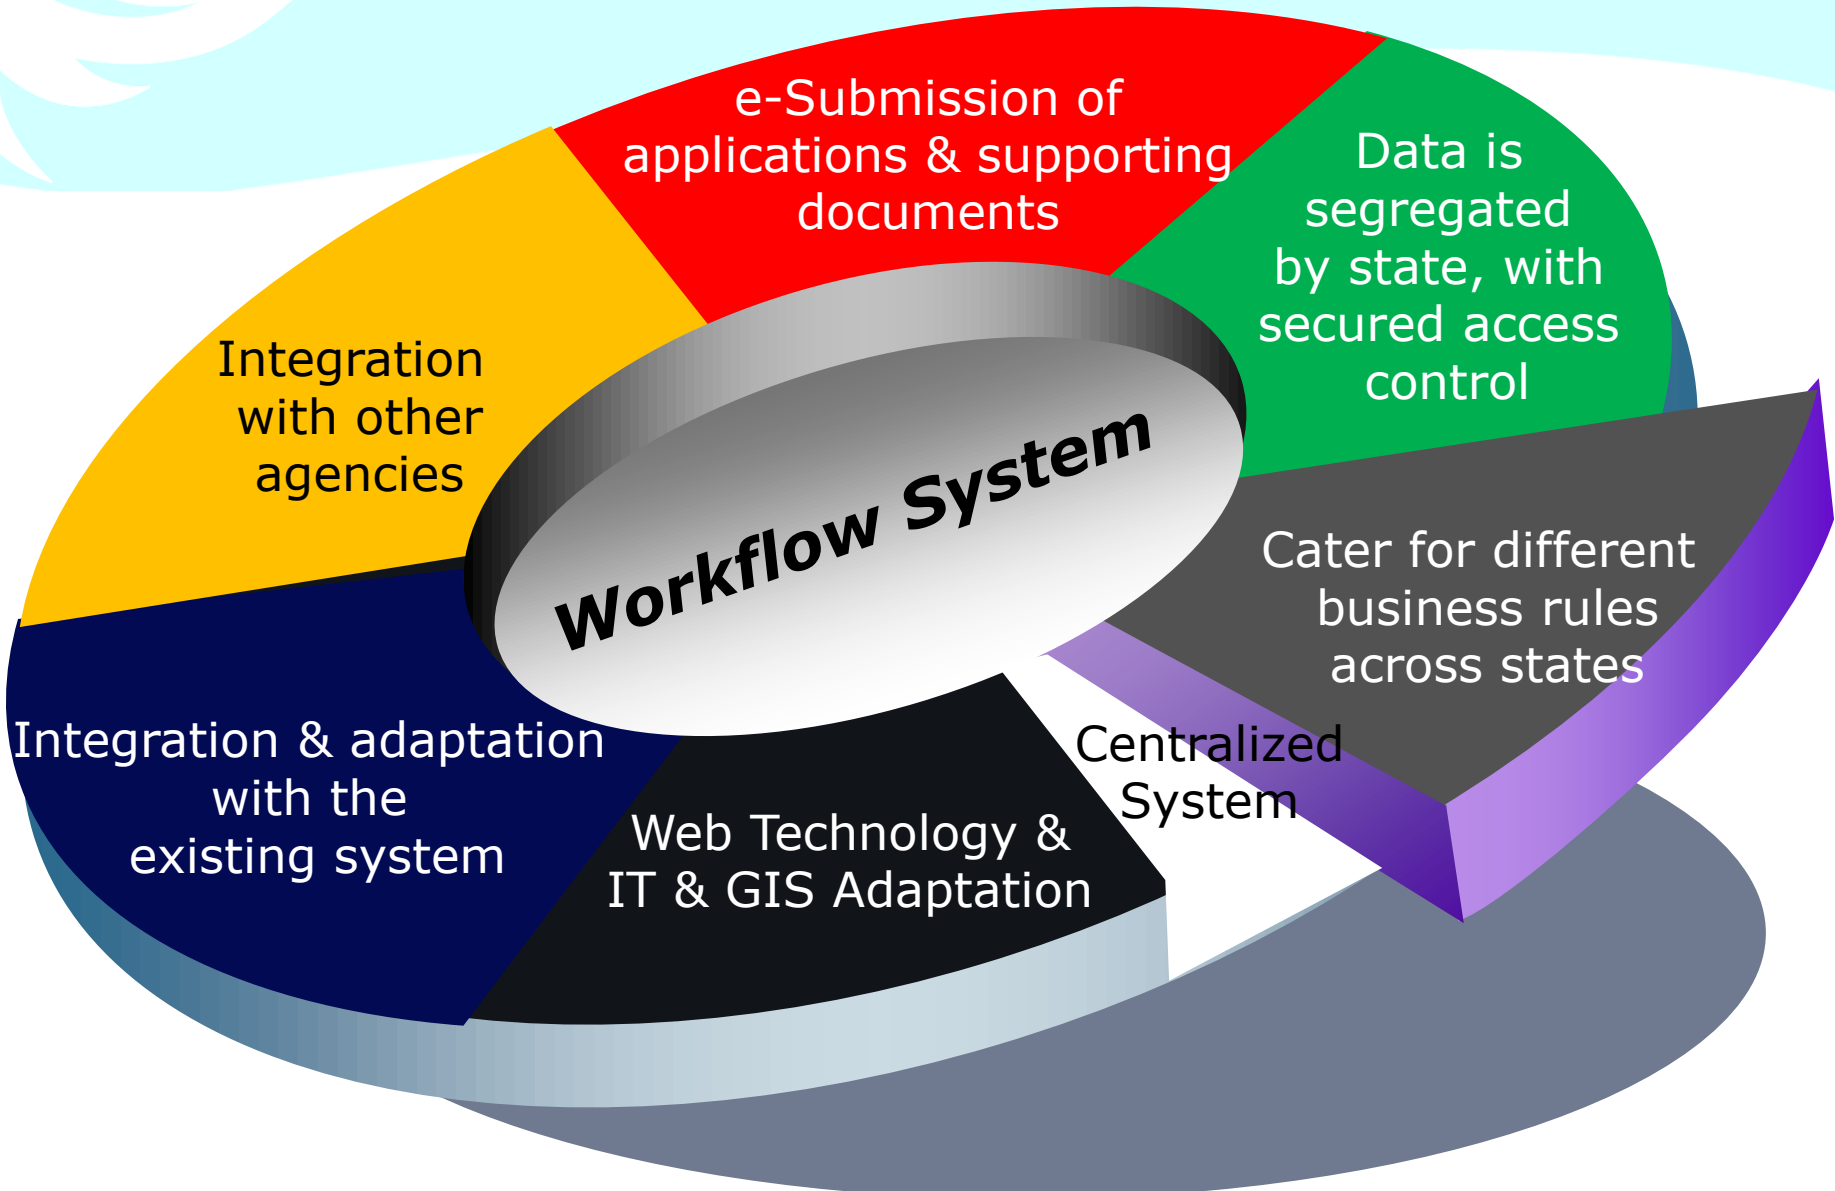 e-Submission of
applications & supporting
documents
Data is
segregated
by state, with
secured access
control
Integration
with other
agencies
Workflow System
Cater for different
business rules
across states
Integration & adaptation
with the
existing system
Web Technology &
IT & GIS Adaptation
Centralized
System